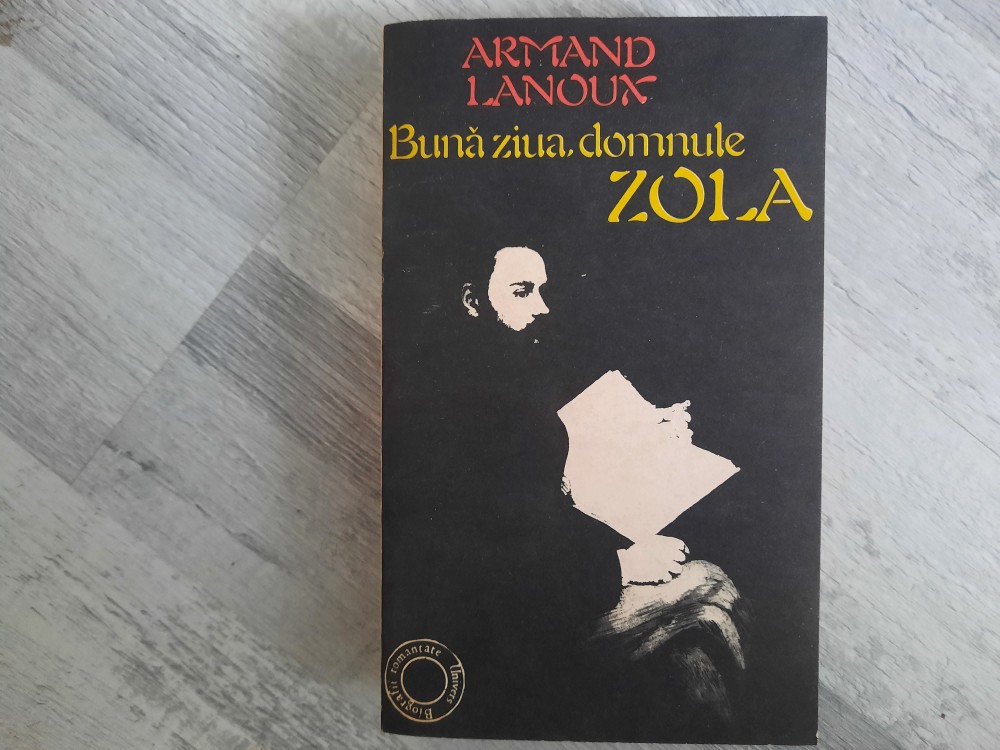 ARMAND
LANOUX
Bună ziua, domnule
ZOLA
Biografii romanțate Univers